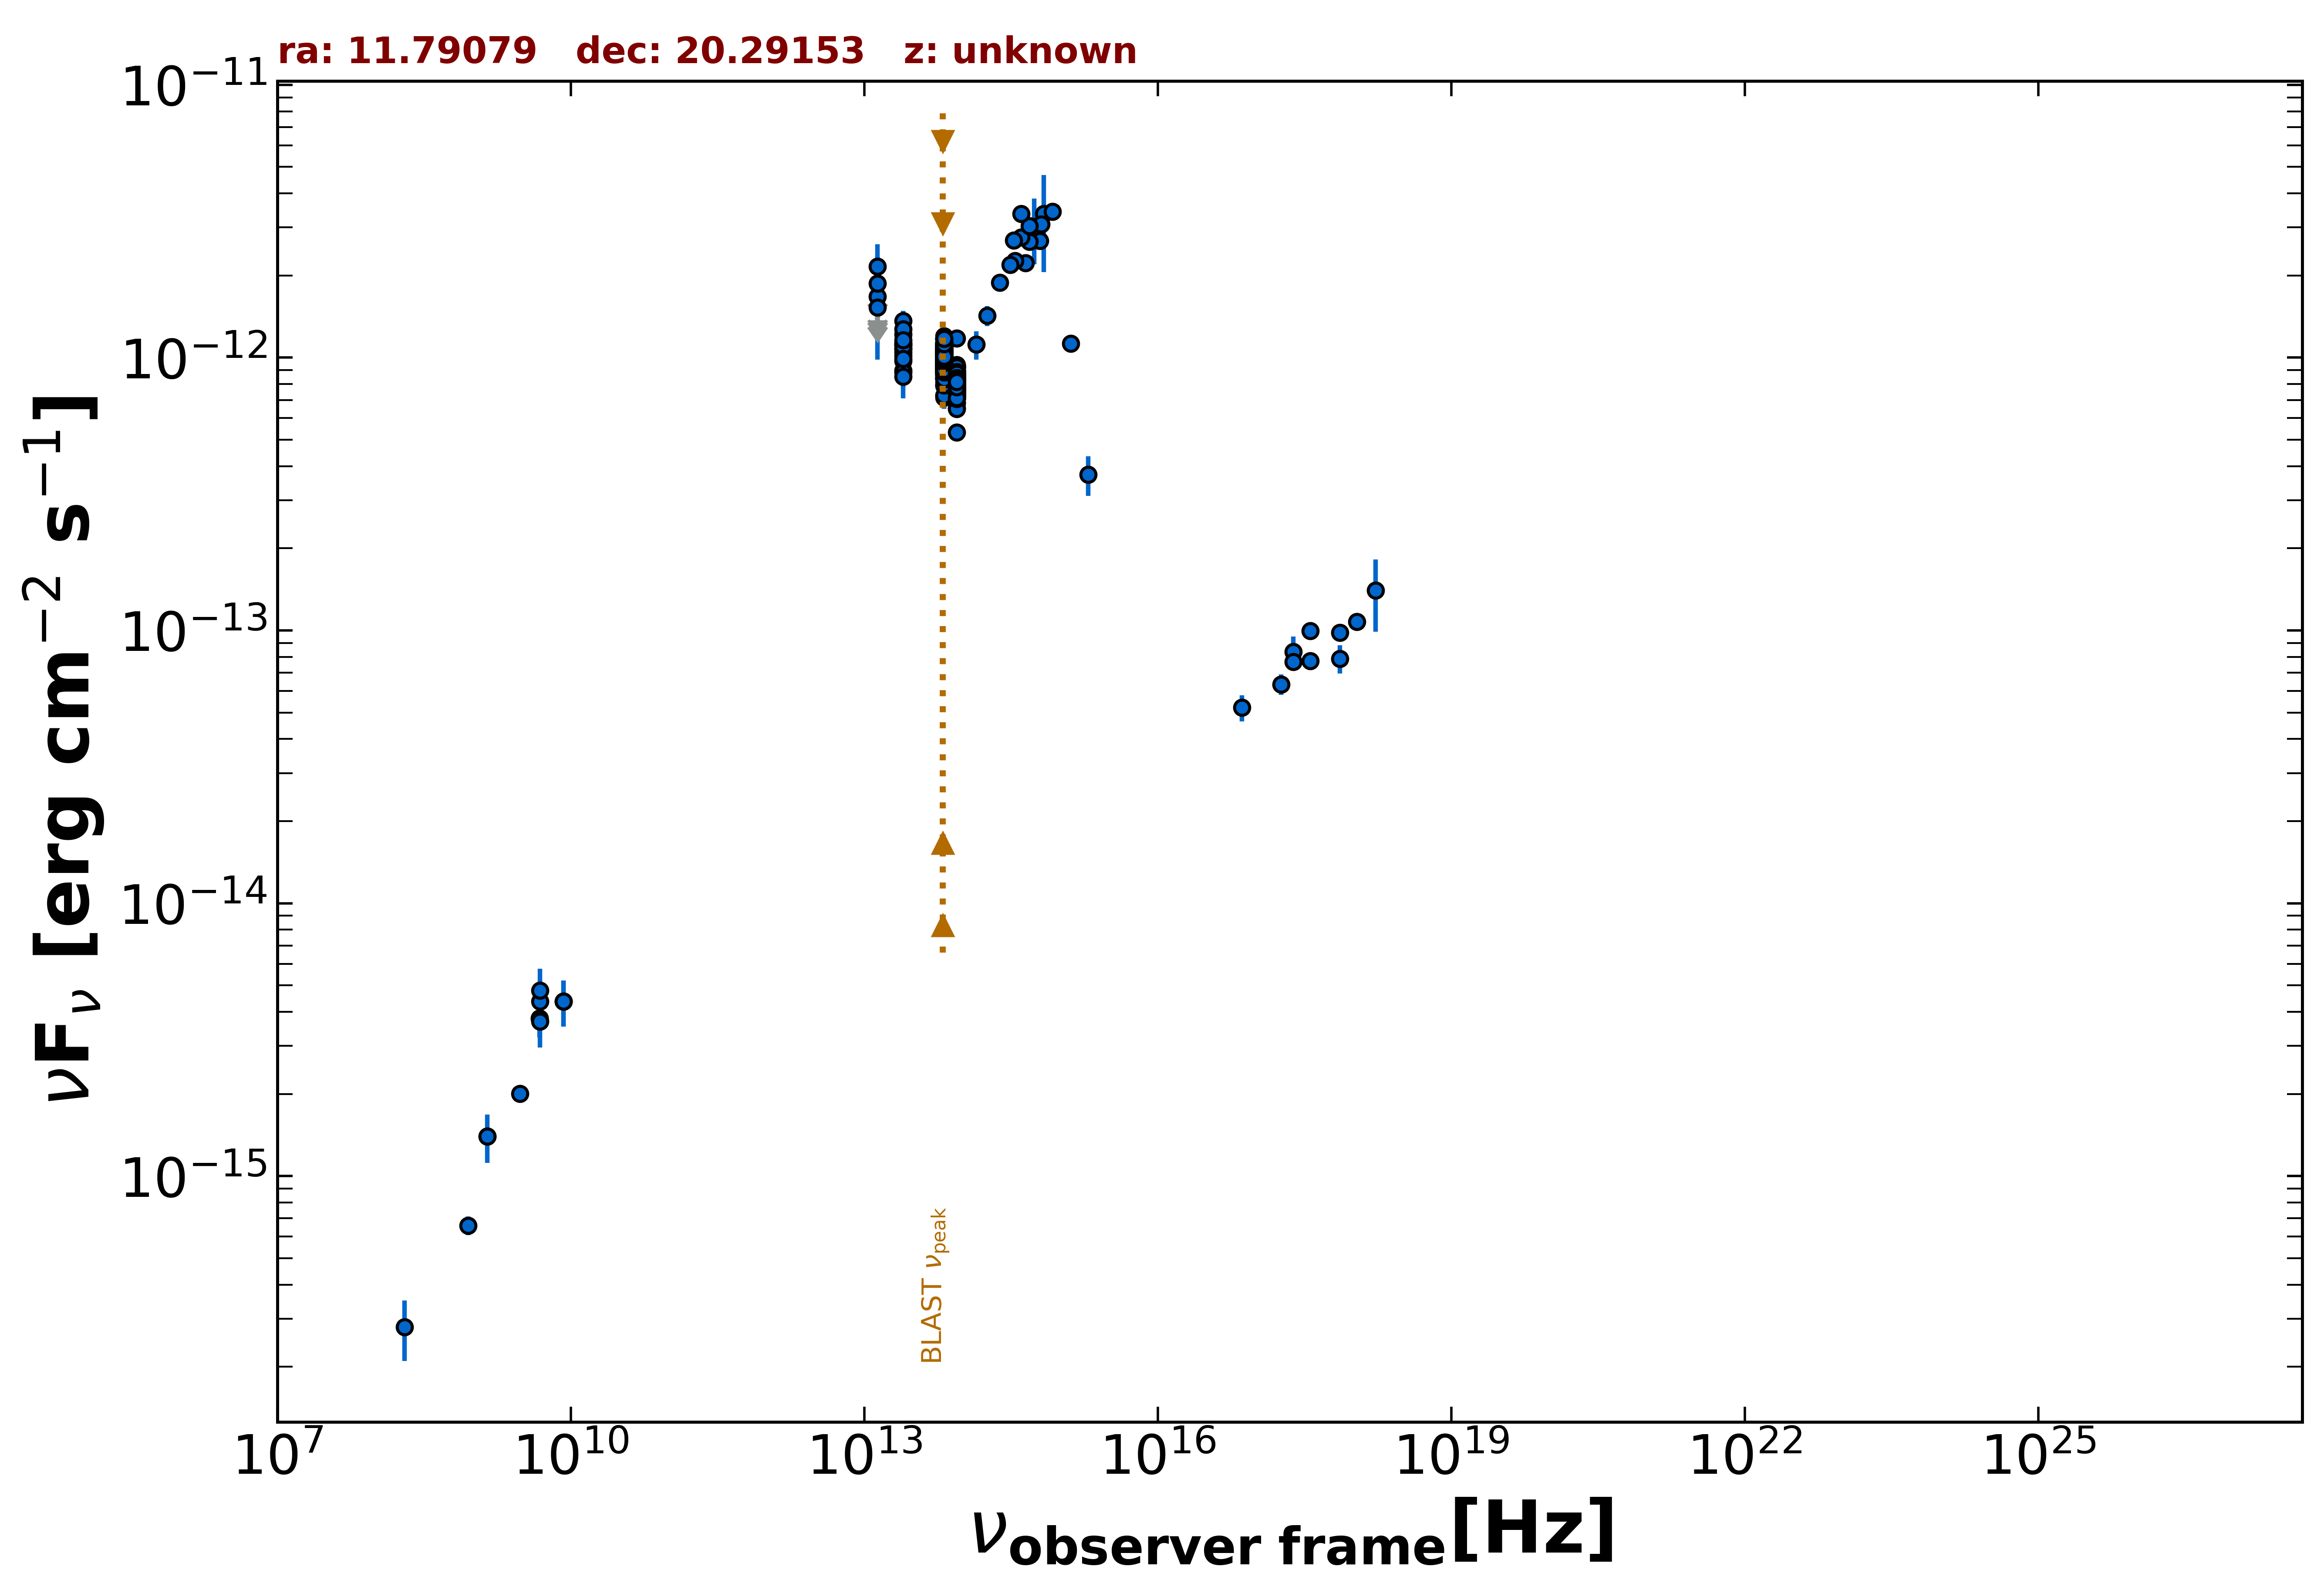 ra: 11.79079 dec: 20.29153 z: unknown
10⁻¹¹
10⁻¹²
10⁻¹³
10⁻¹⁴
10⁻¹⁵
νFν [erg cm⁻² s⁻¹]
BLAST νpeak
10⁷ 10¹⁰ 10¹³ 10¹⁶ 10¹⁹ 10²² 10²⁵
νobserver frame[Hz]